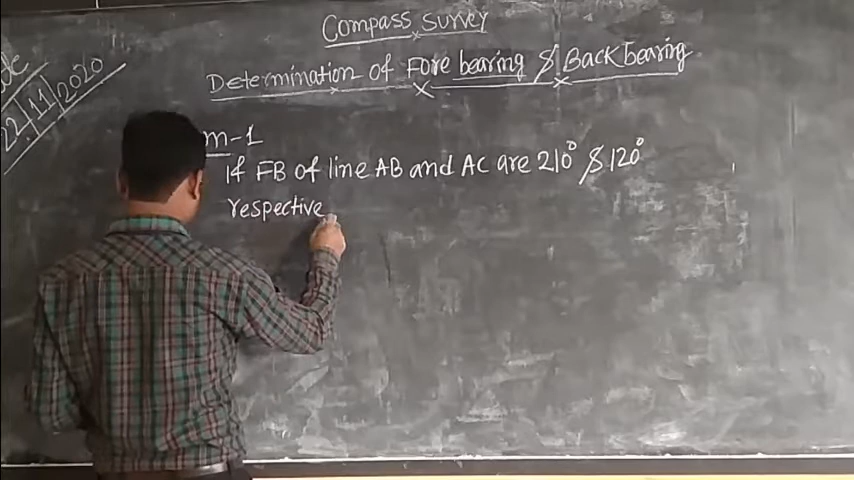 Compass survey
Determination of Fore bearing & Back bearing
22/11/2020
m-1
If FB of line AB and AC are 210° & 120°
respective